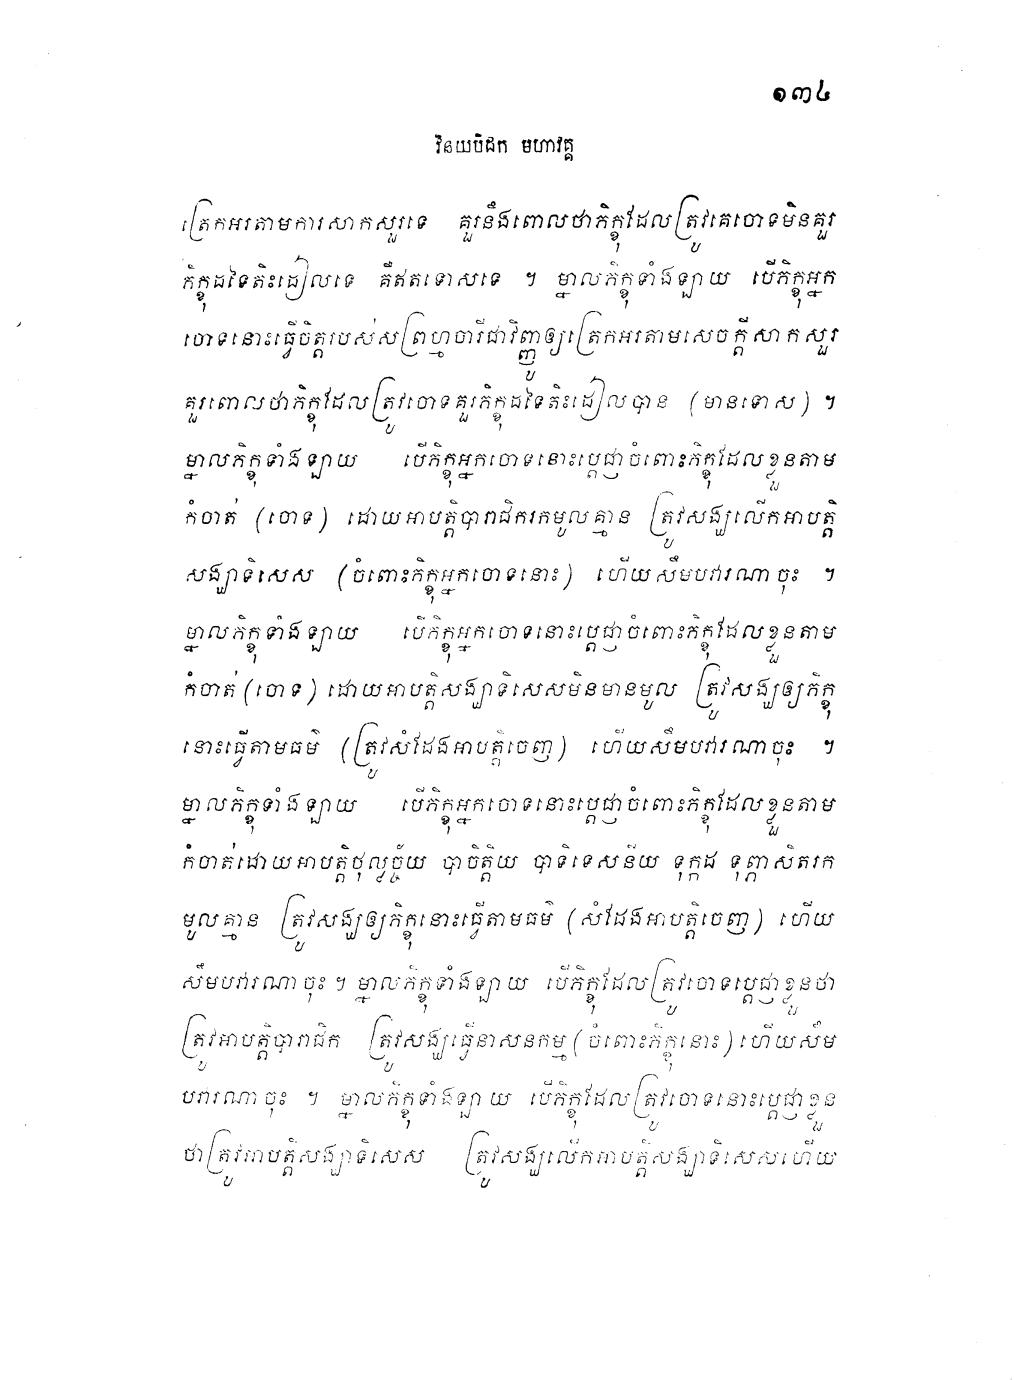 ១៣៤
វិនយបិដក មហាវគ្គ
ត្រេកអរតាមការសាកសួរទេ គួរនឹងពោលថាភិក្ខុដែលត្រូវគេចោទមិនគួរ
ភិក្ខុដទៃតិះដៀលទេ គឺឥតទោសទេ ។ ម្នាលភិក្ខុទាំងឡាយ បើភិក្ខុអ្នក
ចោទនោះធ្វើចិត្តរបស់សព្រហ្មចារីជាវិញ្ញូឲ្យត្រេកអរតាមសេចក្តីសាកសួរ
គួរពោលថាភិក្ខុដែលត្រូវចោទគួរភិក្ខុដទៃតិះដៀលបាន (មានទោស) ។
ម្នាលភិក្ខុទាំងឡាយ បើភិក្ខុអ្នកចោទនោះប្តេជ្ញាចំពោះភិក្ខុដែលខ្លួនតាម
កំចាត់ (ចោទ) ដោយអាបត្តិបារាជិករកមូលគ្មាន ត្រូវសង្ឃលើកអាបត្តិ
សង្ឃាទិសេស (ចំពោះភិក្ខុអ្នកចោទនោះ) ហើយសឹមបវារណាចុះ ។
ម្នាលភិក្ខុទាំងឡាយ បើភិក្ខុអ្នកចោទនោះប្តេជ្ញាចំពោះភិក្ខុដែលខ្លួនតាម
កំចាត់ (ចោទ) ដោយអាបត្តិសង្ឃាទិសេសមិនមានមូល ត្រូវសង្ឃឲ្យភិក្ខុ
នោះធ្វើតាមធម៌ (ត្រូវសំដែងអាបត្តិចេញ) ហើយសឹមបវារណាចុះ ។
ម្នាលភិក្ខុទាំងឡាយ បើភិក្ខុអ្នកចោទនោះប្តេជ្ញាចំពោះភិក្ខុដែលខ្លួនតាម
កំចាត់ដោយអាបត្តិថុល្លច្ច័យ បាចិត្តិយ បាទិទេសនីយ ទុក្កដ ទុព្ភាសិតរក
មូលគ្មាន ត្រូវសង្ឃឲ្យភិក្ខុនោះធ្វើតាមធម៌ (សំដែងអាបត្តិចេញ) ហើយ
សឹមបវារណាចុះ ។ ម្នាលភិក្ខុទាំងឡាយ បើភិក្ខុដែលត្រូវចោទប្តេជ្ញាខ្លួនថា
ត្រូវអាបត្តិបារាជិក ត្រូវសង្ឃធ្វើនាសនកម្ម (ចំពោះភិក្ខុនោះ) ហើយសឹម
បវារណាចុះ ។ ម្នាលភិក្ខុទាំងឡាយ បើភិក្ខុដែលត្រូវចោទនោះប្តេជ្ញាខ្លួន
ថាត្រូវអាបត្តិសង្ឃាទិសេស ត្រូវសង្ឃលើកអាបត្តិសង្ឃាទិសេសហើយ